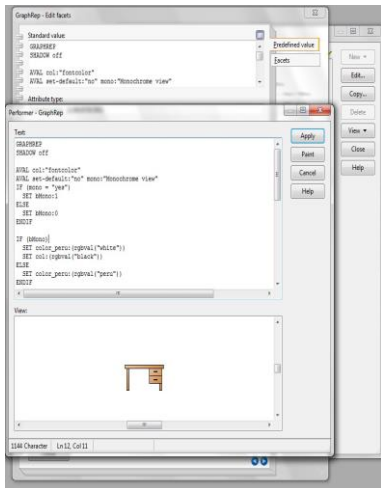 GraphRep - Edit facets
Standard value:
GRAPHREP
SHADOW off
AVAL col:"fontcolor"
AVAL set-default:"no" mono:"Monochrome view"
Attribute type:
Predefined value
Facets
New
Edit...
Copy...
Delete
View
Close
Help
Performer - GraphRep
Text:
GRAPHREP
SHADOW off
AVAL col:"fontcolor"
AVAL set-default:"no" mono:"Monochrome view"
IF (mono = "yes")
SET bMono:1
ELSE
SET bMono:0
IF (bMono)
SET color_peru:(rgbval("white"))
SET col:(rgbval("black"))
ELSE
SET color_peru:(rgbval("peru"))
ENDIF
Apply
Paint
Cancel
Help
View:
1144 Character Ln12, Col 11